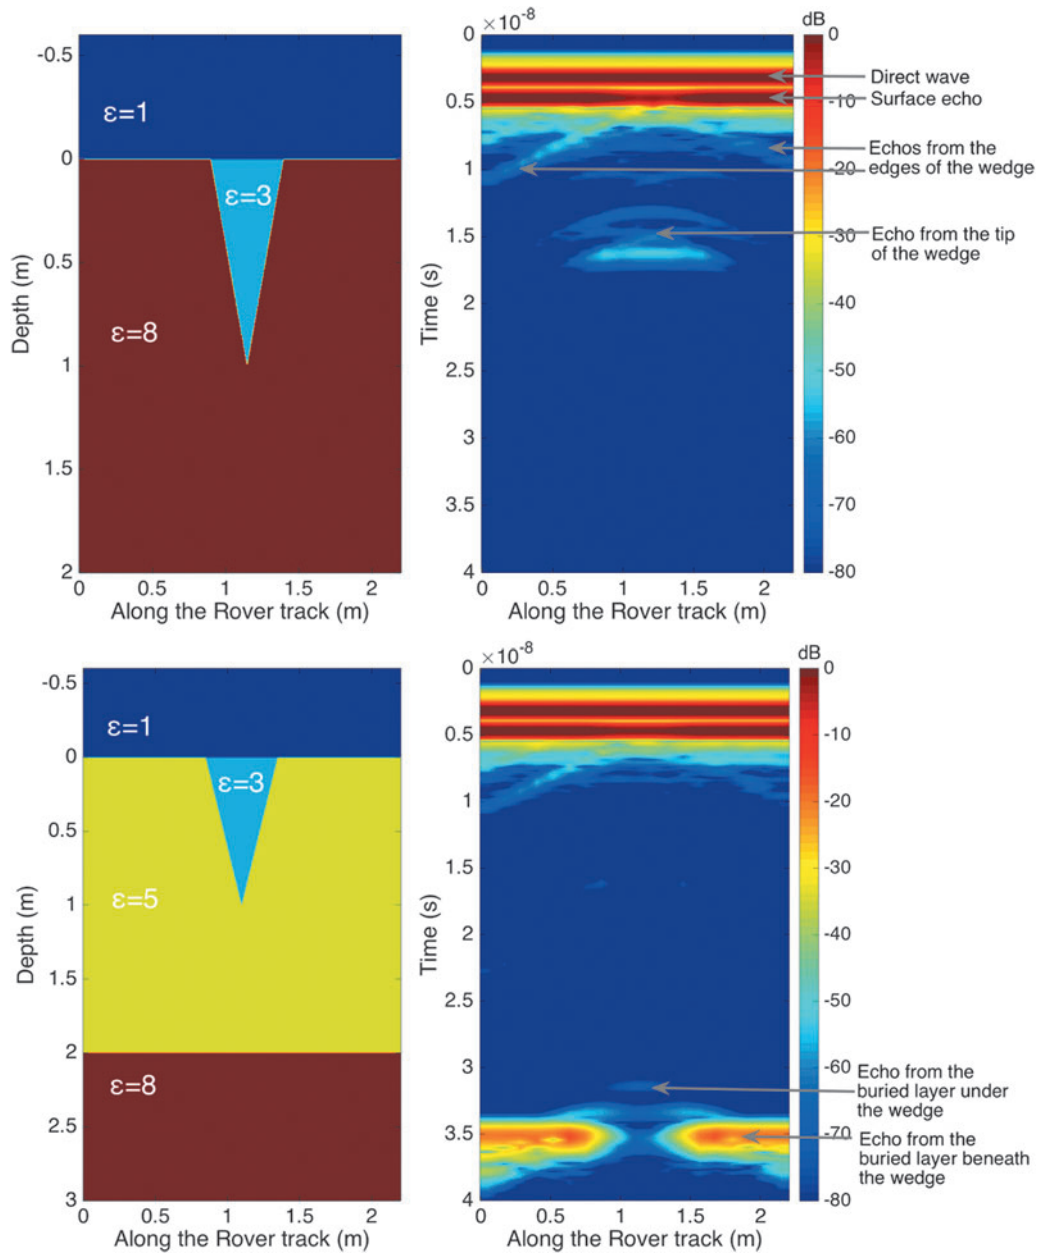 -0.5
0
0.5
1
1.5
2
Depth (m)
ε=1
ε=3
ε=8
0 0.5 1 1.5 2
Along the Rover track (m)
0 ×10-8
0.5
1
1.5
2
2.5
3
3.5
4
Time (s)
0 0.5 1 1.5 2
Along the Rover track (m)
dB
0
-10
-20
-30
-40
-50
-60
-70
-80
Direct wave
Surface echo
Echos from the
edges of the wedge
Echo from the tip
of the wedge
-0.5
0
0.5
1
1.5
2
2.5
3
Depth (m)
ε=1
ε=3
ε=5
ε=8
0 0.5 1 1.5 2
Along the Rover track (m)
0 ×10-8
0.5
1
1.5
2
2.5
3
3.5
4
Time (s)
0 0.5 1 1.5 2
Along the Rover track (m)
dB
0
-10
-20
-30
-40
-50
-60
-70
-80
Echo from the
buried layer under
the wedge
Echo from the
buried layer beneath
the wedge